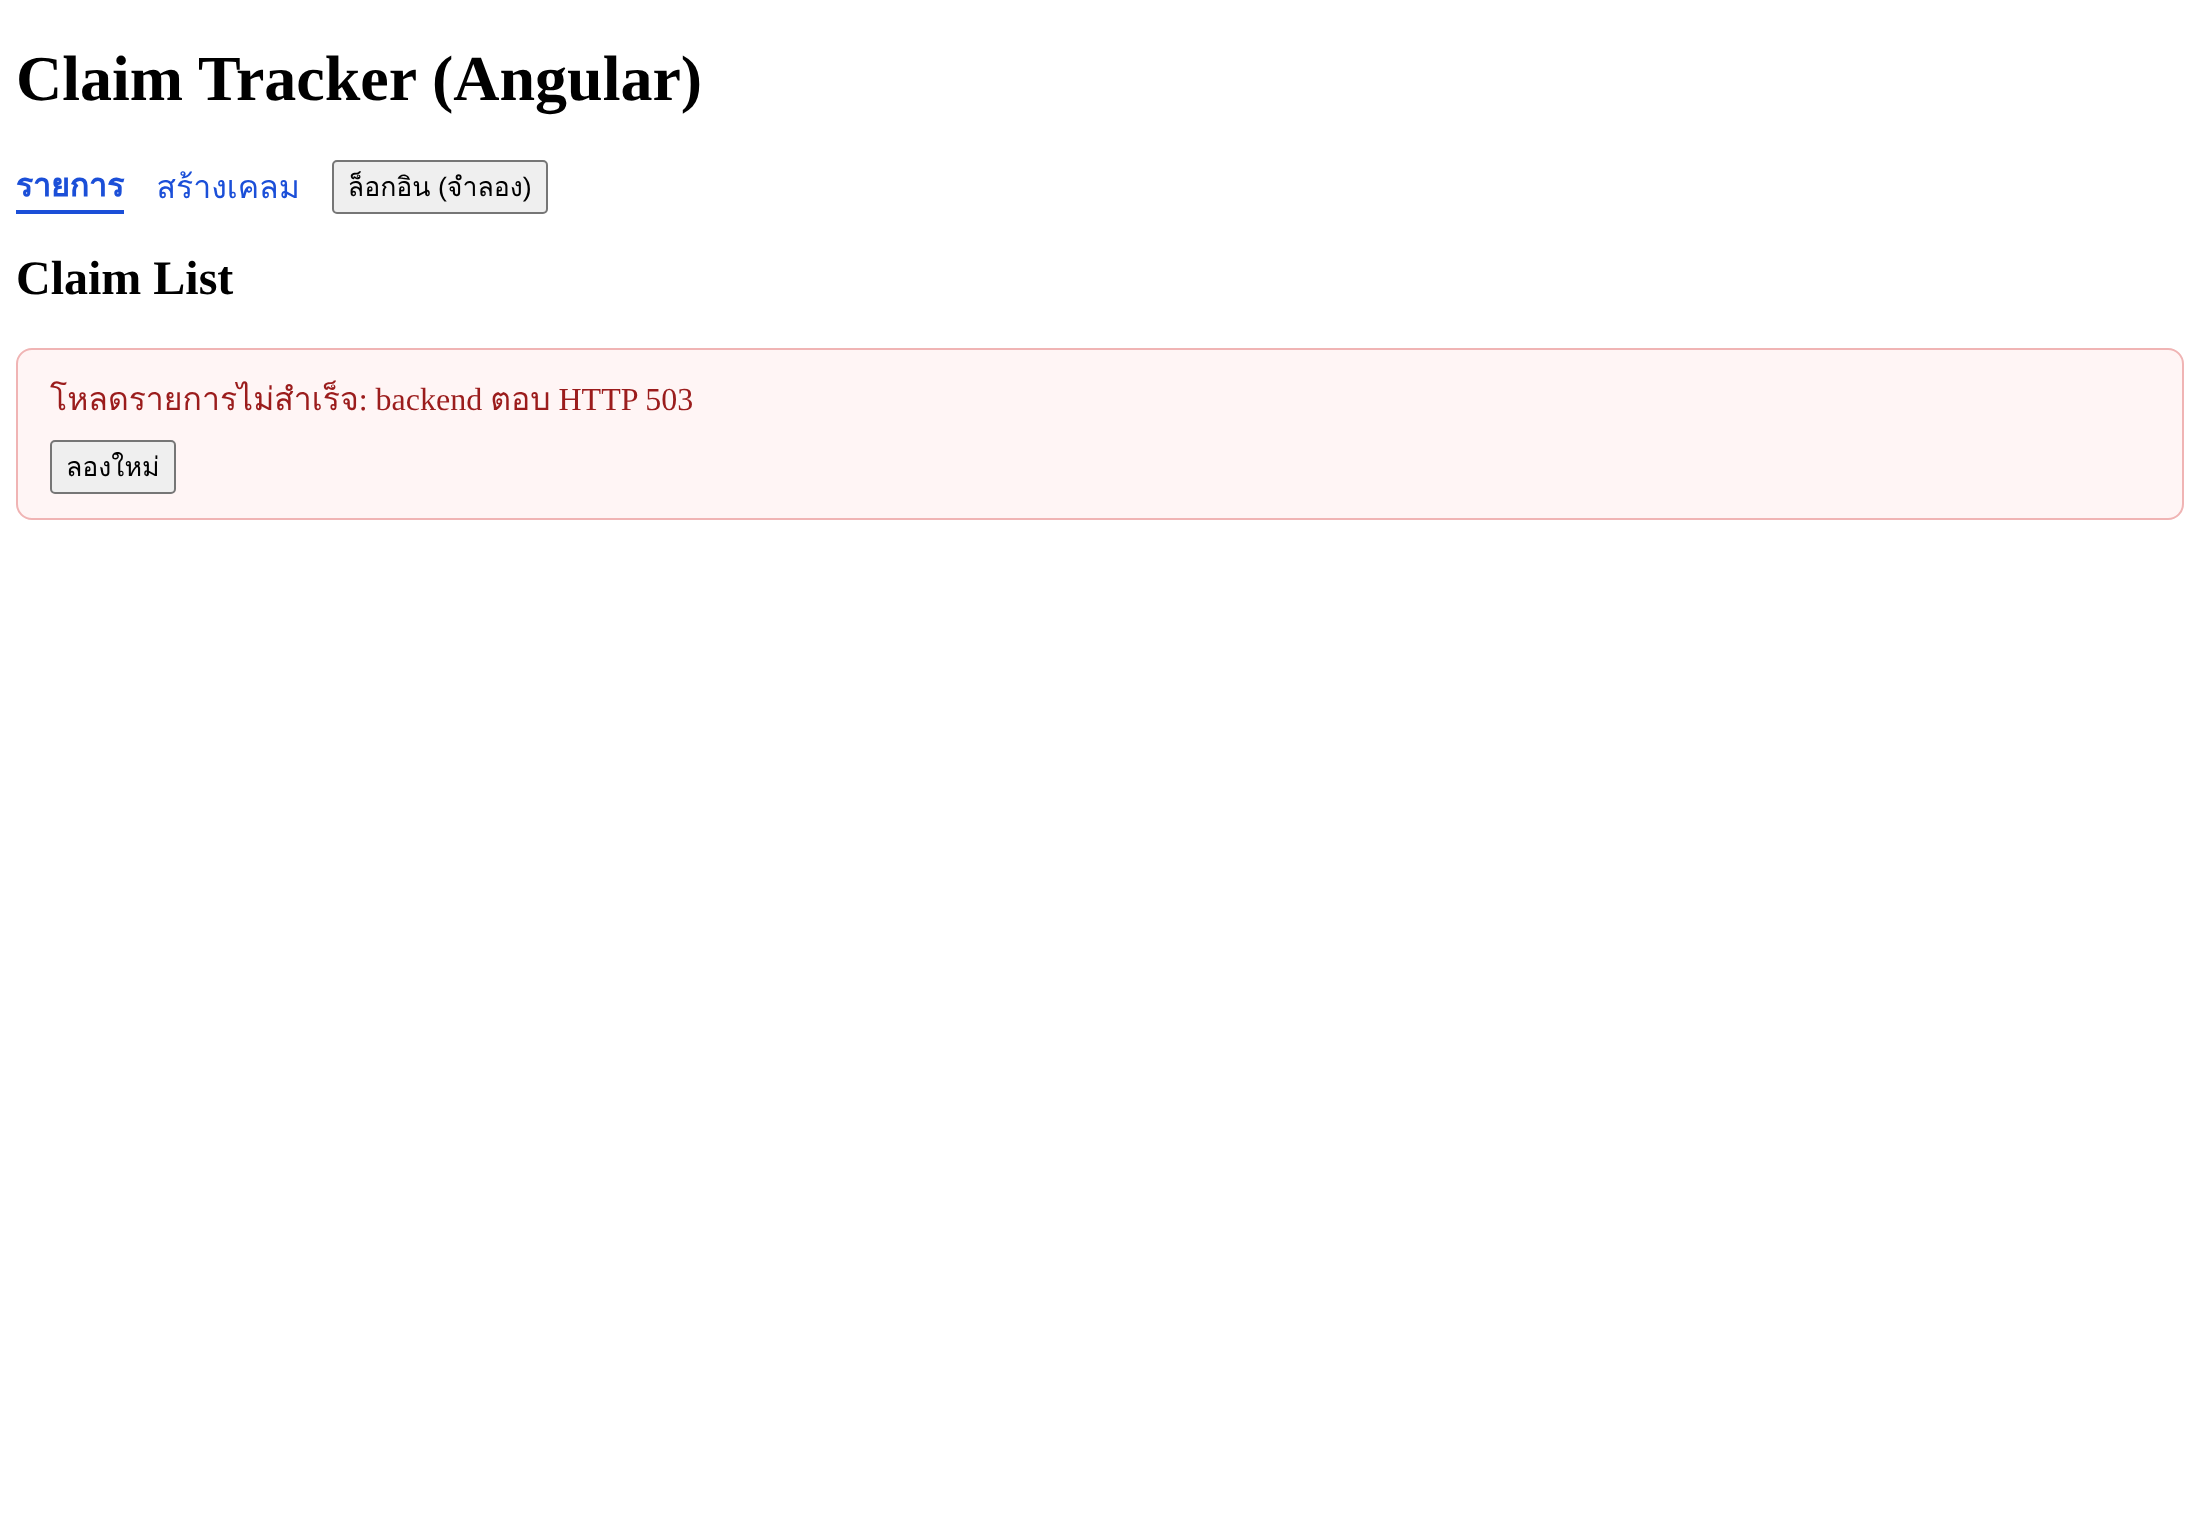 Claim Tracker (Angular)
รายการ สร้างเคลม ล็อกอิน (จำลอง)
Claim List
โหลดรายการไม่สำเร็จ: backend ตอบ HTTP 503
ลองใหม่